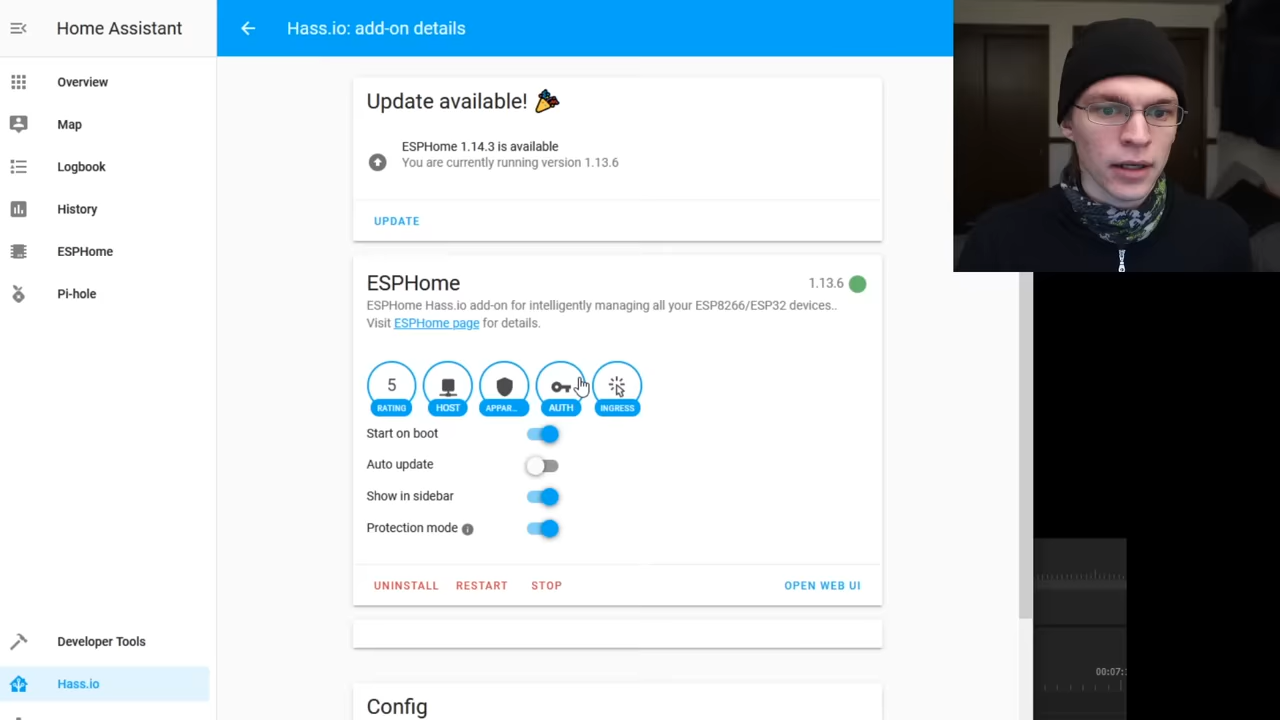 Home Assistant
Hass.io: add-on details
Overview
Map
Logbook
History
ESPHome
Pi-hole
Developer Tools
Hass.io
Update available!
ESPHome 1.14.3 is available
You are currently running version 1.13.6
UPDATE
ESPHome
1.13.6
ESPHome Hass.io add-on for intelligently managing all your ESP8266/ESP32 devices..
Visit ESPHome page for details.
5
RATING
HOST
APPAR...
AUTH
INGRESS
Start on boot
Auto update
Show in sidebar
Protection mode
UNINSTALL RESTART STOP
OPEN WEB UI
Config